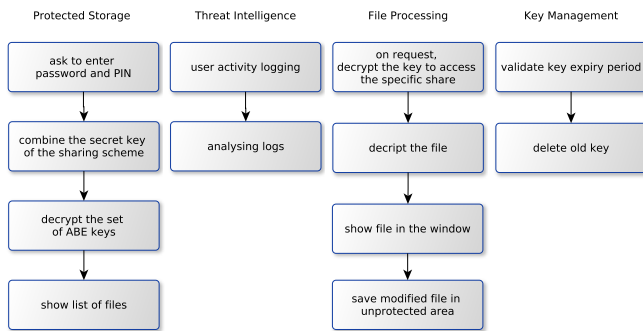 Protected Storage
ask to enter
password and PIN
combine the secret key
of the sharing scheme
decrypt the set
of ABE keys
show list of files
Threat Intelligence
user activity logging
analysing logs
File Processing
on request,
decrypt the key to access
the specific share
decript the file
show file in the window
save modified file in
unprotected area
Key Management
validate key expiry period
delete old key